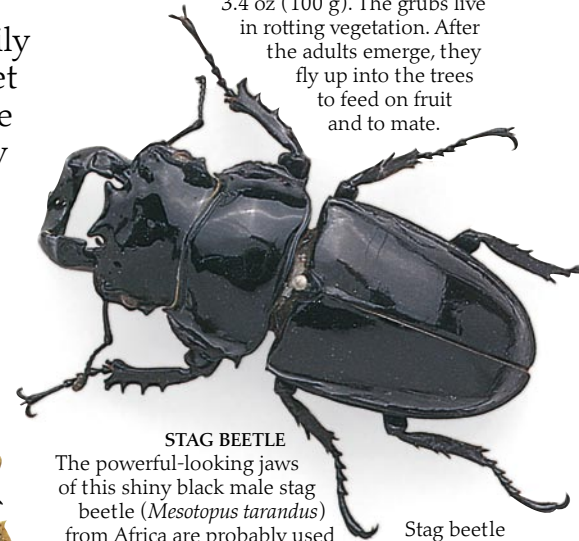 ily
et
e
y
3.4 oz (100 g). The grubs live
in rotting vegetation. After
the adults emerge, they
fly up into the trees
to feed on fruit
and to mate.
STAG BEETLE
The powerful-looking jaws
of this shiny black male stag
beetle (Mesotopus tarandus)
from Africa are probably used
Stag beetle